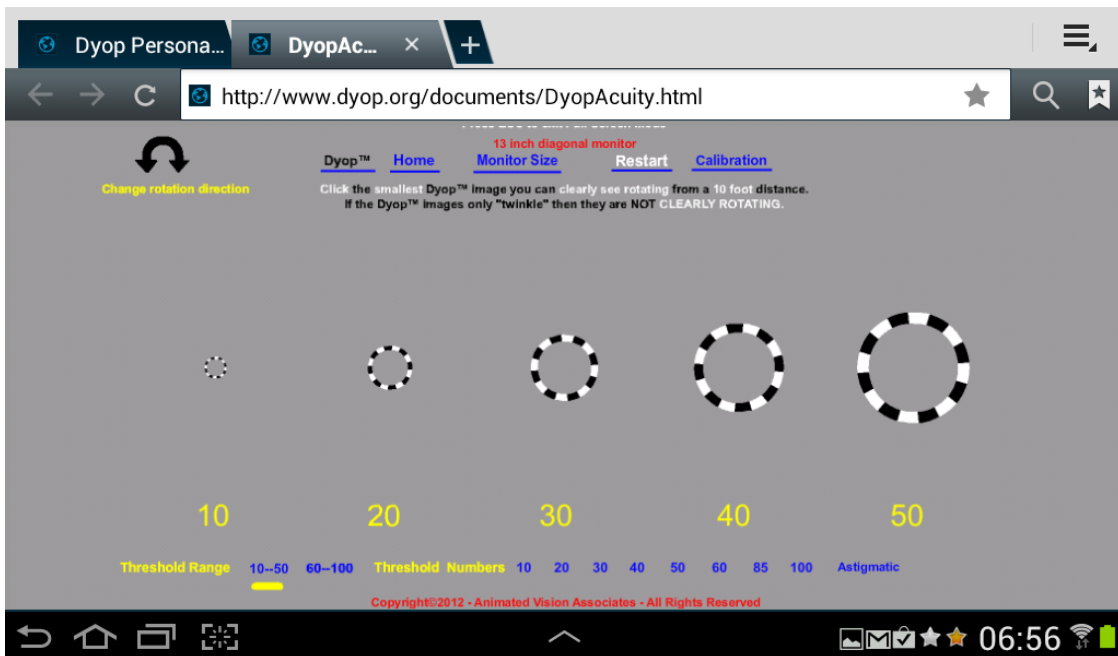 Dyop Persona...
DyopAc...
http://www.dyop.org/documents/DyopAcuity.html
13 inch diagonal monitor
Dyop™ Home Monitor Size Restart Calibration
Change rotation direction
Click the smallest Dyop™ image you can clearly see rotating from a 10 foot distance.
If the Dyop™ images only "twinkle" then they are NOT CLEARLY ROTATING.
10 20 30 40 50
Threshold Range 10--50 60--100 Threshold Numbers 10 20 30 40 50 60 85 100 Astigmatic
Copyright©2012 - Animated Vision Associates - All Rights Reserved
06:56